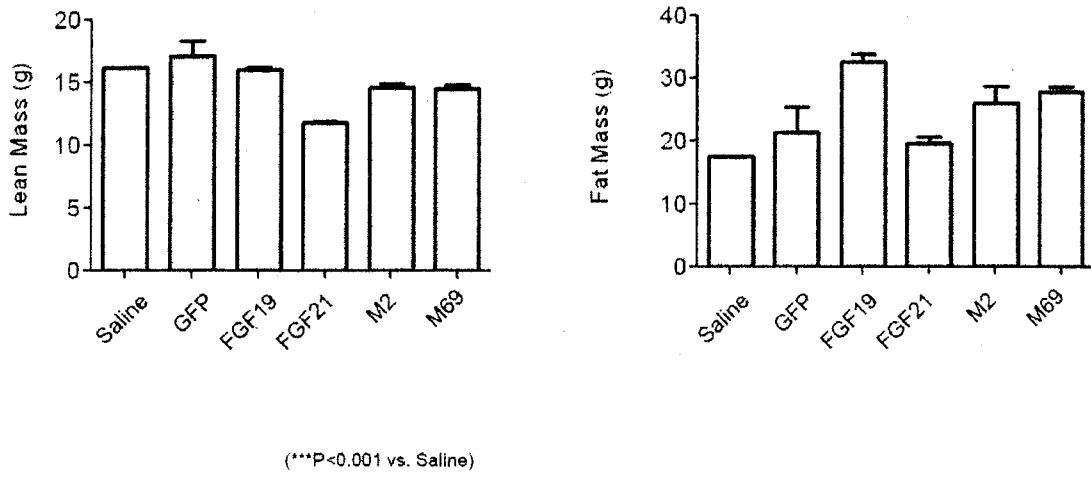 Lean Mass (g)
20
15
10
5
0
Saline
GFP
FGF19
FGF21
M2
M69
Fat Mass (g)
40
30
20
10
0
Saline
GFP
FGF19
FGF21
M2
M69
(***P<0.001 vs. Saline)